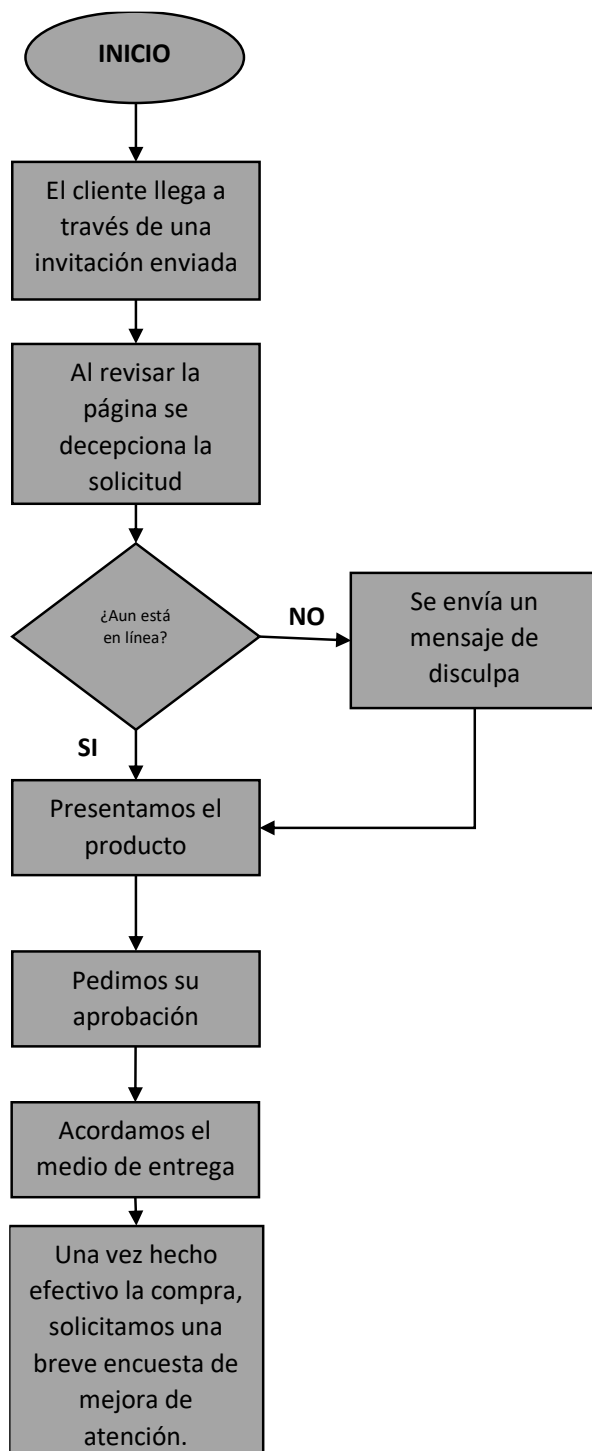 INICIO
El cliente llega a
través de una
invitación enviada
Al revisar la
página se
decepciona la
solicitud
¿Aun está
en línea?
NO
Se envía un
mensaje de
disculpa
SI
Presentamos el
producto
Pedimos su
aprobación
Acordamos el
medio de entrega
Una vez hecho
efectivo la compra,
solicitamos una
breve encuesta de
mejora de
atención.